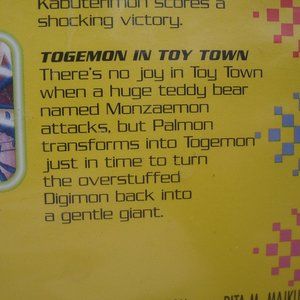 Kabuterimon scores a
shocking victory.
TOGEMON IN TOY TOWN
There's no joy in Toy Town
when a huge teddy bear
named Monzaemon
attacks, but Palmon
transforms into Togemon
just in time to turn
the overstuffed
Digimon back into
a gentle giant.
RITA M.